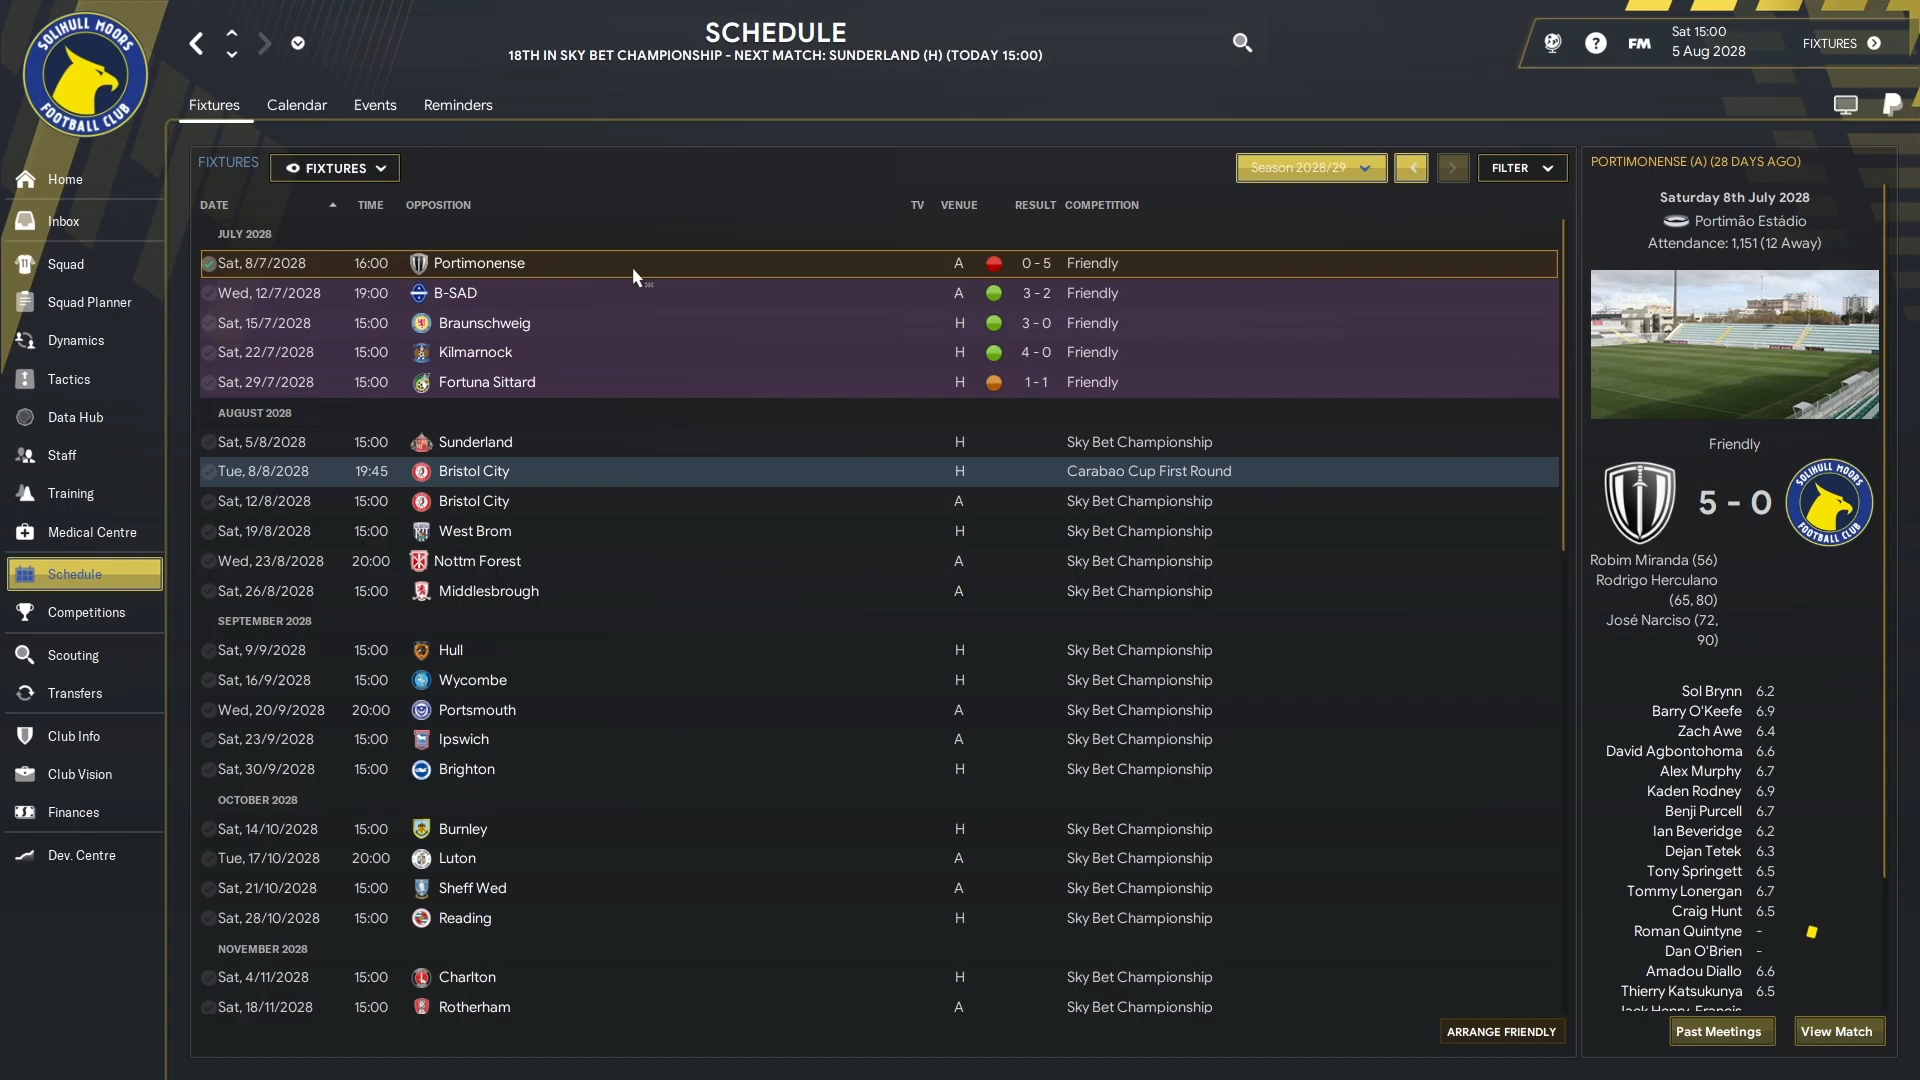 SOLIHULL MOORS
FOOTBALL CLUB
SCHEDULE
18TH IN SKY BET CHAMPIONSHIP - NEXT MATCH: SUNDERLAND (H) (TODAY 15:00)
FM
Sat 15:00
5 Aug 2028
FIXTURES
Fixtures
Calendar
Events
Reminders
Home
Inbox
Squad
Squad Planner
Dynamics
Tactics
Data Hub
Staff
Training
Medical Centre
Schedule
Competitions
Scouting
Transfers
Club Info
Club Vision
Finances
Dev. Centre
FIXTURES
FIXTURES
Season 2028/29
FILTER
DATE TIME OPPOSITION TV VENUE RESULT COMPETITION
JULY 2028
Sat, 8/7/2028 16:00 Portimonense A 0 - 5 Friendly
Wed, 12/7/2028 19:00 B-SAD A 3 - 2 Friendly
Sat, 15/7/2028 15:00 Braunschweig H 3 - 0 Friendly
Sat, 22/7/2028 15:00 Kilmarnock H 4 - 0 Friendly
Sat, 29/7/2028 15:00 Fortuna Sittard H 1 - 1 Friendly
AUGUST 2028
Sat, 5/8/2028 15:00 Sunderland H Sky Bet Championship
Tue, 8/8/2028 19:45 Bristol City H Carabao Cup First Round
Sat, 12/8/2028 15:00 Bristol City A Sky Bet Championship
Sat, 19/8/2028 15:00 West Brom H Sky Bet Championship
Wed, 23/8/2028 20:00 Nottm Forest A Sky Bet Championship
Sat, 26/8/2028 15:00 Middlesbrough A Sky Bet Championship
SEPTEMBER 2028
Sat, 9/9/2028 15:00 Hull H Sky Bet Championship
Sat, 16/9/2028 15:00 Wycombe H Sky Bet Championship
Wed, 20/9/2028 20:00 Portsmouth A Sky Bet Championship
Sat, 23/9/2028 15:00 Ipswich A Sky Bet Championship
Sat, 30/9/2028 15:00 Brighton H Sky Bet Championship
OCTOBER 2028
Sat, 14/10/2028 15:00 Burnley H Sky Bet Championship
Tue, 17/10/2028 20:00 Luton A Sky Bet Championship
Sat, 21/10/2028 15:00 Sheff Wed A Sky Bet Championship
Sat, 28/10/2028 15:00 Reading H Sky Bet Championship
NOVEMBER 2028
Sat, 4/11/2028 15:00 Charlton H Sky Bet Championship
Sat, 18/11/2028 15:00 Rotherham A Sky Bet Championship
ARRANGE FRIENDLY
PORTIMONENSE (A) (28 DAYS AGO)
Saturday 8th July 2028
Portimão Estádio
Attendance: 1,151 (12 Away)
Friendly
5 - 0
SOLIHULL MOORS
FOOTBALL CLUB
Robim Miranda (56)
Rodrigo Herculano
(65, 80)
José Narciso (72,
90)
Sol Brynn 6.2
Barry O'Keefe 6.9
Zach Awe 6.4
David Agbontohoma 6.6
Alex Murphy 6.7
Kaden Rodney 6.9
Benji Purcell 6.7
Ian Beveridge 6.2
Dejan Tetek 6.3
Tony Springett 6.5
Tommy Lonergan 6.7
Craig Hunt 6.5
Roman Quintyne -
Dan O'Brien -
Amadou Diallo 6.6
Thierry Katsukunya 6.5
Past Meetings
View Match